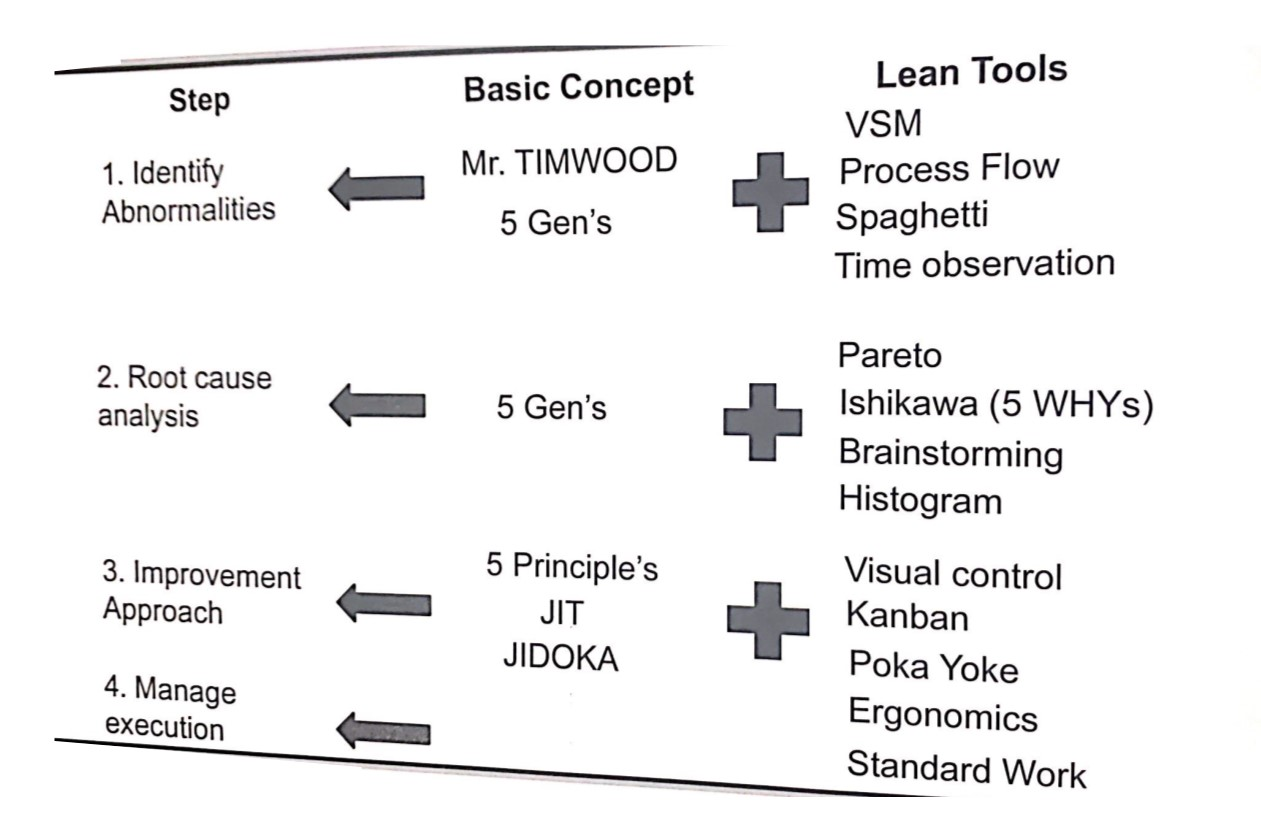 Step
Basic Concept
Lean Tools
1. Identify
Abnormalities
Mr. TIMWOOD
5 Gen's
VSM
Process Flow
Spaghetti
Time observation
2. Root cause
analysis
5 Gen's
Pareto
Ishikawa (5 WHYs)
Brainstorming
Histogram
3. Improvement
Approach
5 Principle's
JIT
JIDOKA
Visual control
Kanban
Poka Yoke
Ergonomics
4. Manage
execution
Standard Work